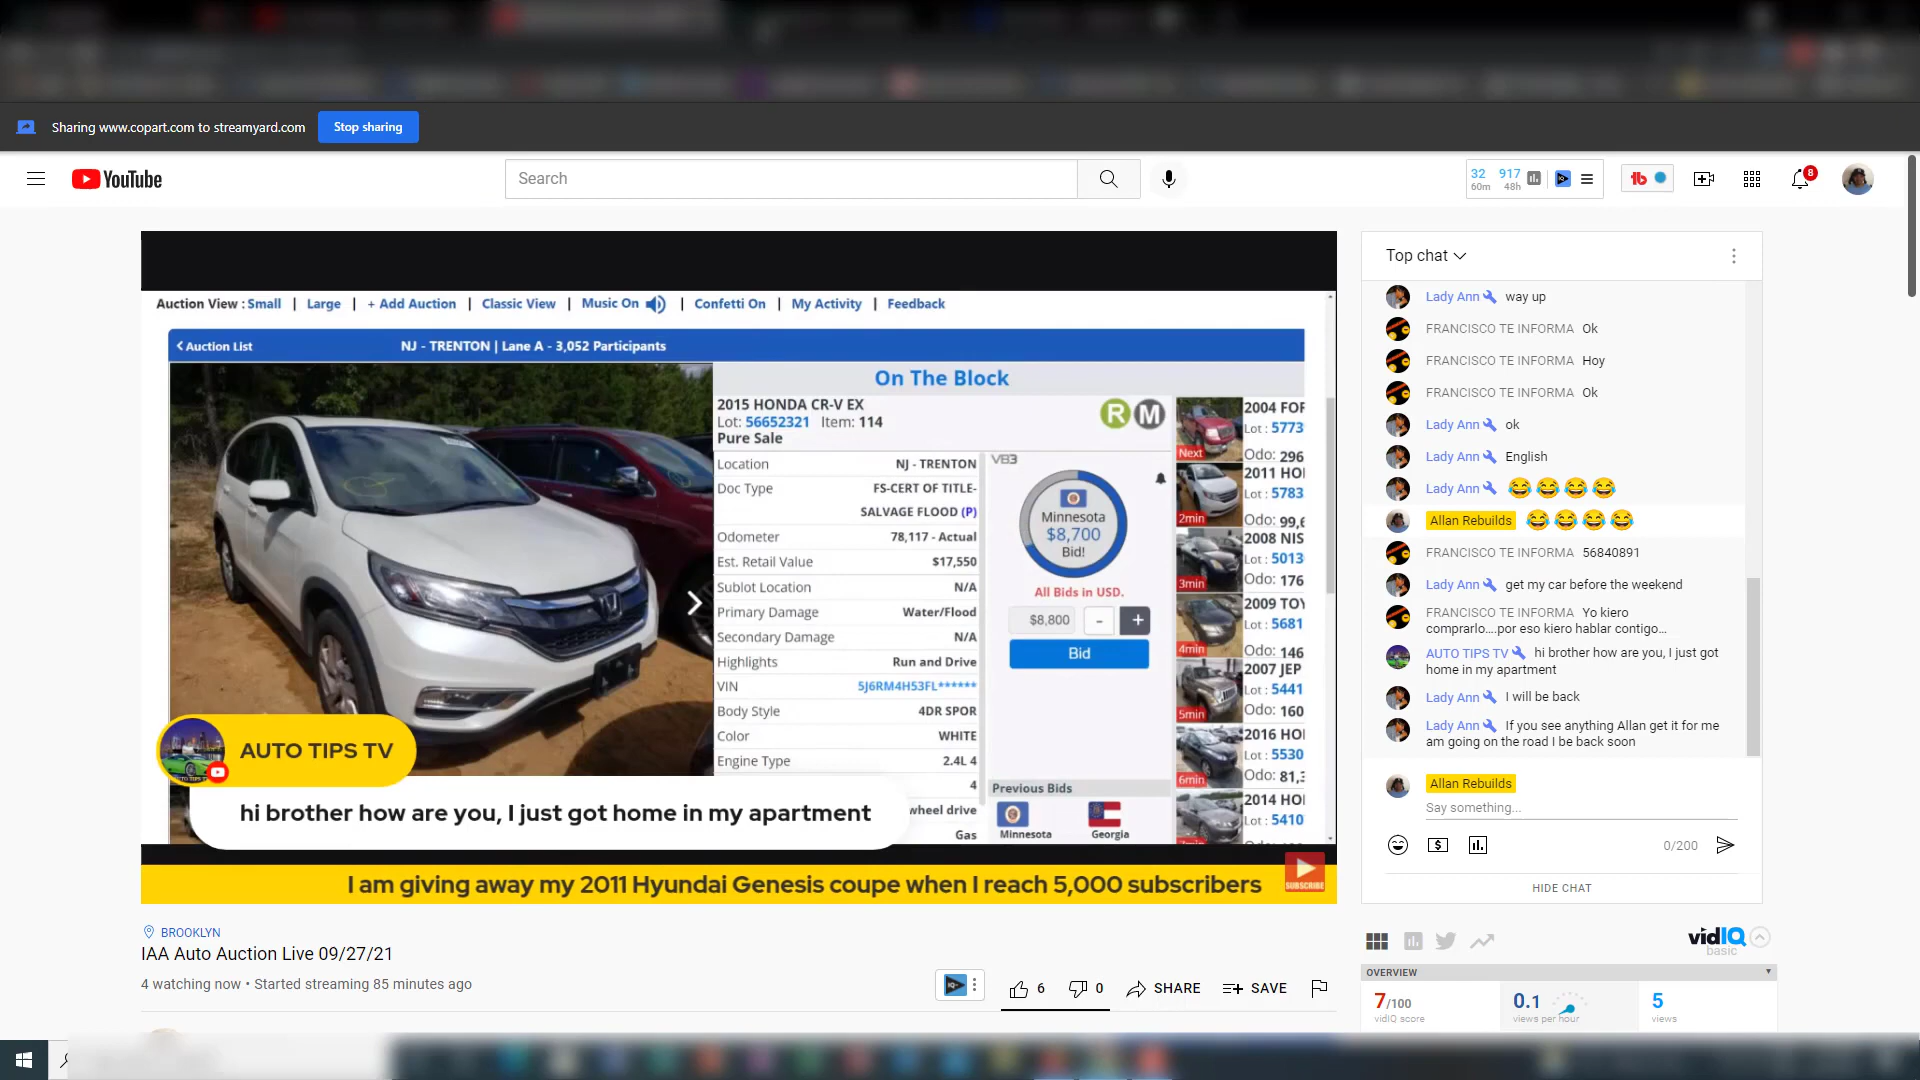 Sharing www.copart.com to streamyard.com
Stop sharing
YouTube
Search
32 917
60m 48h
8
Auction View : Small | Large | + Add Auction | Classic View | Music On | Confetti On | My Activity | Feedback
Auction List
NJ - TRENTON | Lane A - 3,052 Participants
On The Block
2015 HONDA CR-V EX
Lot: 56652321 Item: 114
Pure Sale
R M
Location NJ - TRENTON
Doc Type FS-CERT OF TITLE-
SALVAGE FLOOD (P)
Odometer 78,117 - Actual
Est. Retail Value $17,550
Sublot Location N/A
Primary Damage Water/Flood
Secondary Damage N/A
Highlights Run and Drive
VIN 5J6RM4H53FL******
Body Style 4DR SPOR
Color WHITE
Engine Type 2.4L 4
4
wheel drive
Gas
VB3
Minnesota
$8,700
Bid!
All Bids in USD.
$8,800 - +
Bid
Previous Bids
Minnesota Georgia
2004 FOR
Lot : 5773
Next
Odo: 296
2011 HO
Lot : 5783
2min
Odo: 99,6
2008 NIS
Lot : 5013
3min
Odo: 176
2009 TOY
Lot : 5681
4min
Odo: 146
2007 JEP
Lot : 5441
5min
Odo: 160
2016 HO
Lot : 5530
6min
Odo: 81,3
2014 HO
Lot : 5410
AUTO TIPS TV
hi brother how are you, I just got home in my apartment
I am giving away my 2011 Hyundai Genesis coupe when I reach 5,000 subscribers
SUBSCRIBE
BROOKLYN
IAA Auto Auction Live 09/27/21
4 watching now • Started streaming 85 minutes ago
6
0
SHARE
SAVE
Top chat
Lady Ann way up
FRANCISCO TE INFORMA Ok
FRANCISCO TE INFORMA Hoy
FRANCISCO TE INFORMA Ok
Lady Ann ok
Lady Ann English
Lady Ann 😂😂😂😂
Allan Rebuilds 😂😂😂😂
FRANCISCO TE INFORMA 56840891
Lady Ann get my car before the weekend
FRANCISCO TE INFORMA Yo kiero
comprarlo....por eso kiero hablar contigo...
AUTO TIPS TV hi brother how are you, I just got
home in my apartment
Lady Ann I will be back
Lady Ann If you see anything Allan get it for me
am going on the road I be back soon
Allan Rebuilds
Say something...
0/200
HIDE CHAT
vidIQ
basic
OVERVIEW
7/100
vidIQ score
0.1
views per hour
5
views